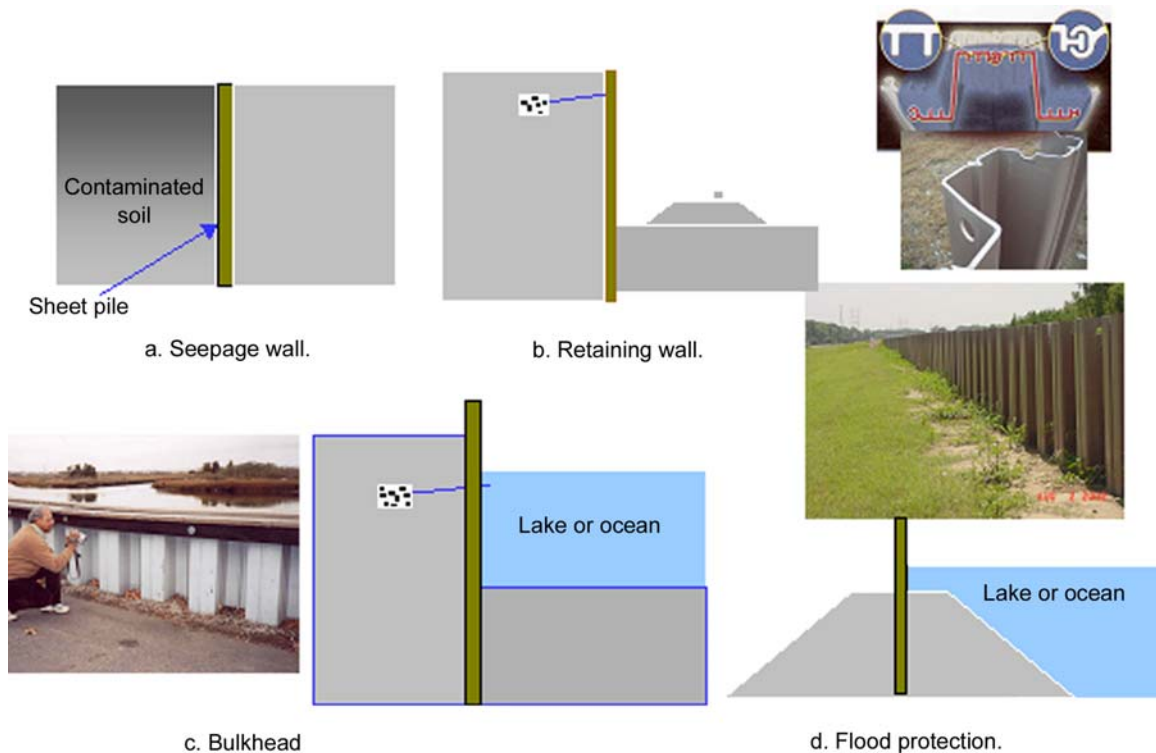 Contaminated
soil
Sheet pile
a. Seepage wall.
b. Retaining wall.
Lake or ocean
c. Bulkhead
Lake or ocean
d. Flood protection.